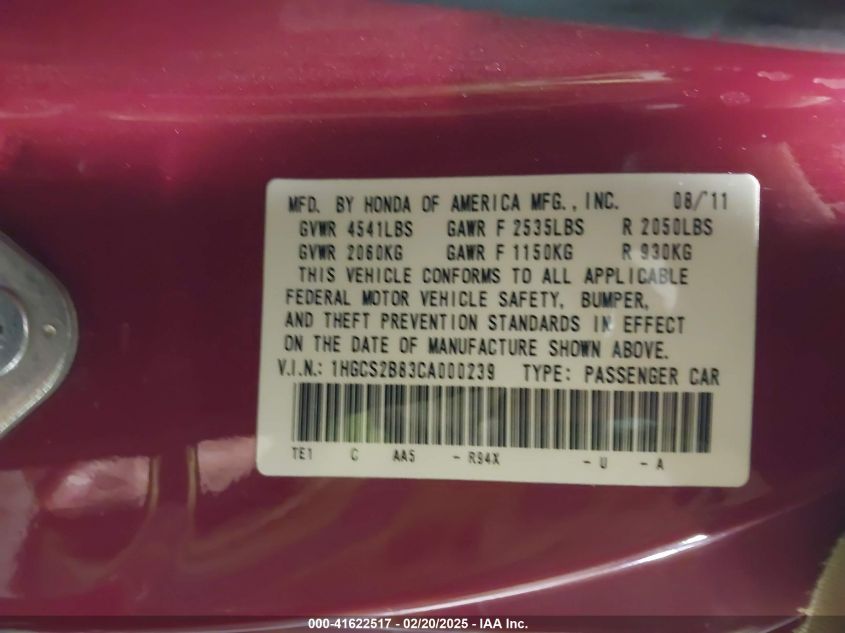 MFD. BY HONDA OF AMERICA MFG., INC. 08/'11
GVWR 4541LBS GAWR F 2535LBS R 2050LBS
GVWR 2060KG GAWR F 1150KG R 930KG
THIS VEHICLE CONFORMS TO ALL APPLICABLE
FEDERAL MOTOR VEHICLE SAFETY, BUMPER,
AND THEFT PREVENTION STANDARDS IN EFFECT
ON THE DATE OF MANUFACTURE SHOWN ABOVE.
V.I.N.: 1HGCS2B83CA000239 TYPE: PASSENGER CAR
TE1 C AA5 - R94X - U - A
000-41622517 - 02/20/2025 - IAA Inc.